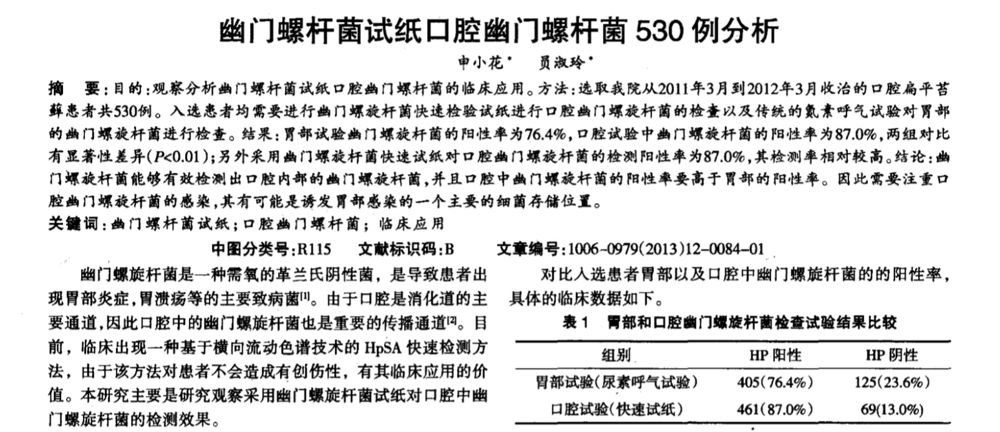 幽门螺杆菌试纸口腔幽门螺杆菌 530 例分析
申小花* 员淑玲*
摘 要:目的:观察分析幽门螺杆菌试纸口腔幽门螺杆菌的临床应用。方法:选取我院从2011年3月到2012年3月收治的口腔扁平苔
藓患者共530例。入选患者均需要进行幽门螺旋杆菌快速检验试纸进行口腔幽门螺旋杆菌的检查以及传统的氮素呼气试验对胃部
的幽门螺旋杆菌进行检查。结果:胃部试验幽门螺旋杆菌的阳性率为76.4%,口腔试验中幽门螺旋杆菌的阳性率为87.0%,两组对比
有显著性差异(P<0.01);另外采用幽门螺旋杆菌快速试纸对口腔幽门螺旋杆菌的检测阳性率为87.0%,其检测率相对较高。结论:幽
门螺旋杆菌能够有效检测出口腔内部的幽门螺旋杆菌,并且口腔中幽门螺旋杆菌的阳性率要高于胃部的阳性率。因此需要注重口
腔幽门螺旋杆菌的感染,其有可能是诱发胃部感染的一个主要的细菌存储位置。
关键词:幽门螺杆菌试纸;口腔幽门螺杆菌; 临床应用
中图分类号:R115 文献标识码:B 文章编号:1006-0979(2013)12-0084-01
幽门螺旋杆菌是一种需氧的革兰氏阴性菌，是导致患者出
现胃部炎症,胃溃疡等的主要致病菌[1]。由于口腔是消化道的主
要通道,因此口腔中的幽门螺旋杆菌也是重要的传播通道[2]。目
前，临床出现一种基于横向流动色谱技术的 HpSA 快速检测方
法，由于该方法对患者不会造成有创伤性，有其临床应用的价
值。本研究主要是研究观察采用幽门螺旋杆菌试纸对口腔中幽
门螺旋杆菌的检测效果。
对比入选患者胃部以及口腔中幽门螺旋杆菌的的阳性率，
具体的临床数据如下。
表 1 胃部和口腔幽门螺旋杆菌检查试验结果比较
组别 HP 阳性 HP 阴性
胃部试验(尿素呼气试验) 405(76.4%) 125(23.6%)
口腔试验(快速试纸) 461(87.0%) 69(13.0%)